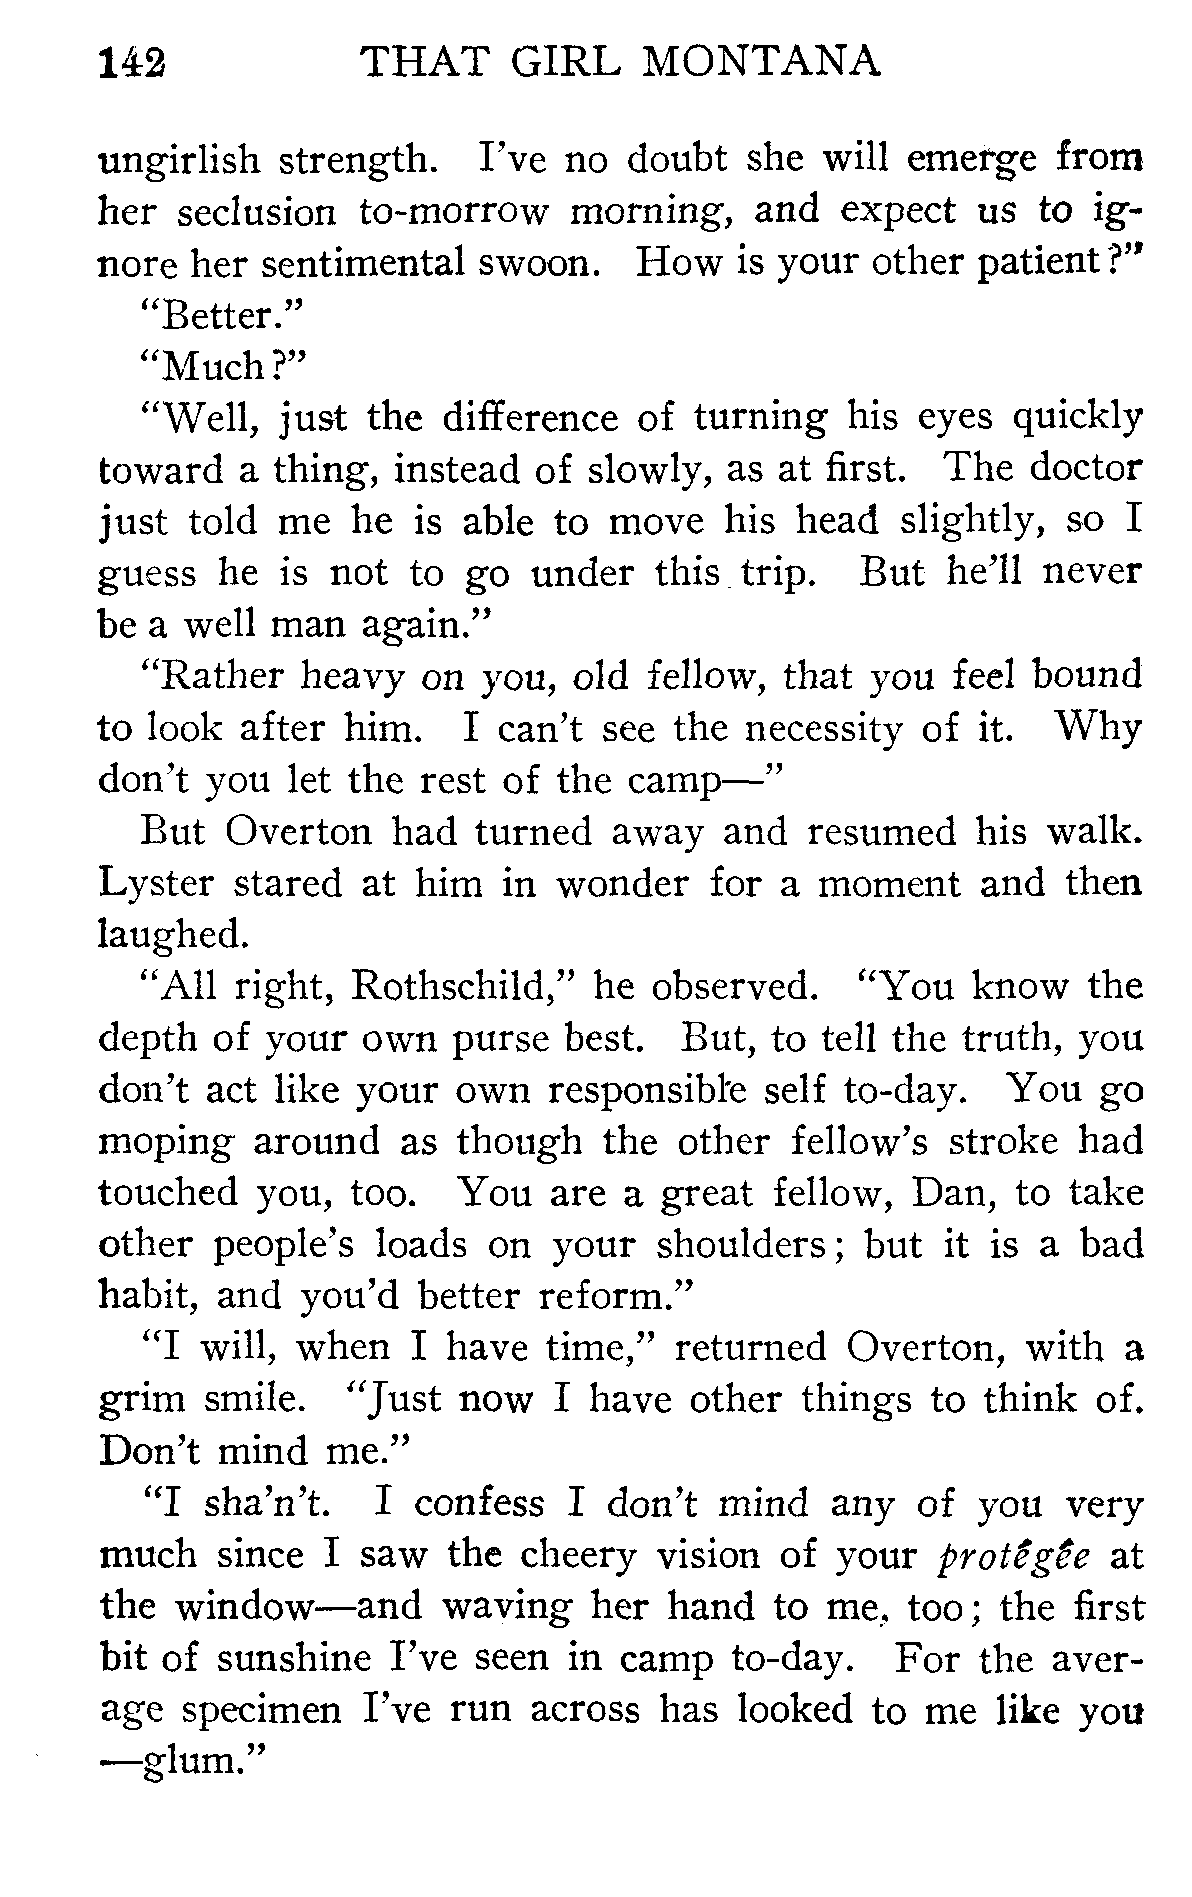 142 THAT GIRL MONTANA
ungirlish strength. I've no doubt she will emerge from
her seclusion to-morrow morning, and expect us to ig-
nore her sentimental swoon. How is your other patient?"
"Better."
"Much?"
"Well, just the difference of turning his eyes quickly
toward a thing, instead of slowly, as at first. The doctor
just told me he is able to move his head slightly, so I
guess he is not to go under this trip. But he'll never
be a well man again."
"Rather heavy on you, old fellow, that you feel bound
to look after him. I can't see the necessity of it. Why
don't you let the rest of the camp—"
But Overton had turned away and resumed his walk.
Lyster stared at him in wonder for a moment and then
laughed.
"All right, Rothschild," he observed. "You know the
depth of your own purse best. But, to tell the truth, you
don't act like your own responsible self to-day. You go
moping around as though the other fellow's stroke had
touched you, too. You are a great fellow, Dan, to take
other people's loads on your shoulders; but it is a bad
habit, and you'd better reform."
"I will, when I have time," returned Overton, with a
grim smile. "Just now I have other things to think of.
Don't mind me."
"I sha'n't. I confess I don't mind any of you very
much since I saw the cheery vision of your protêgêe at
the window—and waving her hand to me, too; the first
bit of sunshine I've seen in camp to-day. For the aver-
age specimen I've run across has looked to me like you
—glum."